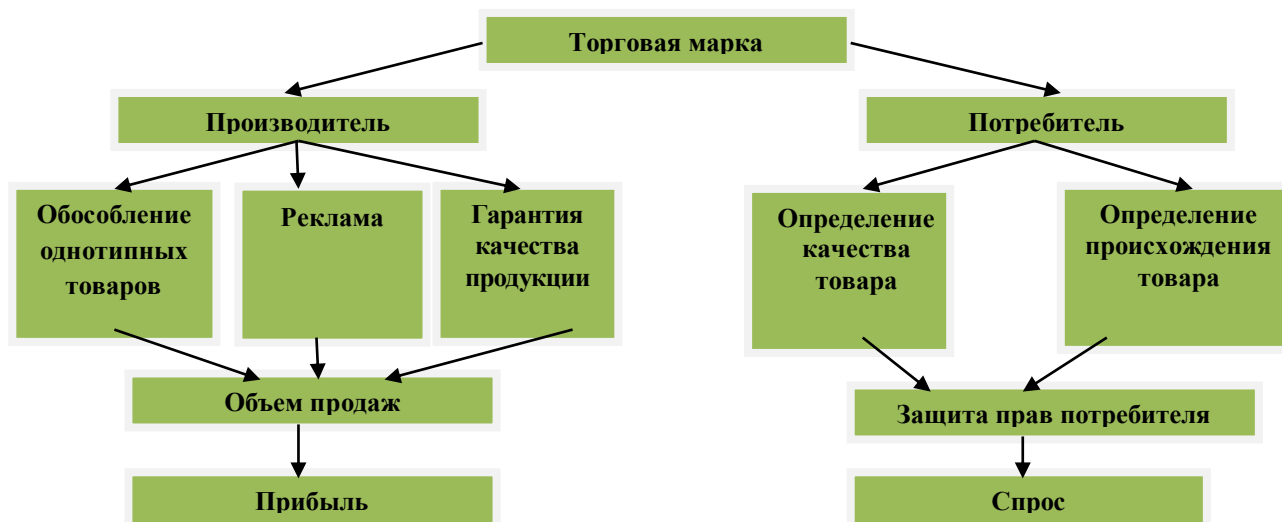 Торговая марка
Производитель
Потребитель
Обособление
однотипных
товаров
Реклама
Гарантия
качества
продукции
Определение
качества
товара
Определение
происхождения
товара
Объем продаж
Защита прав потребителя
Прибыль
Спрос